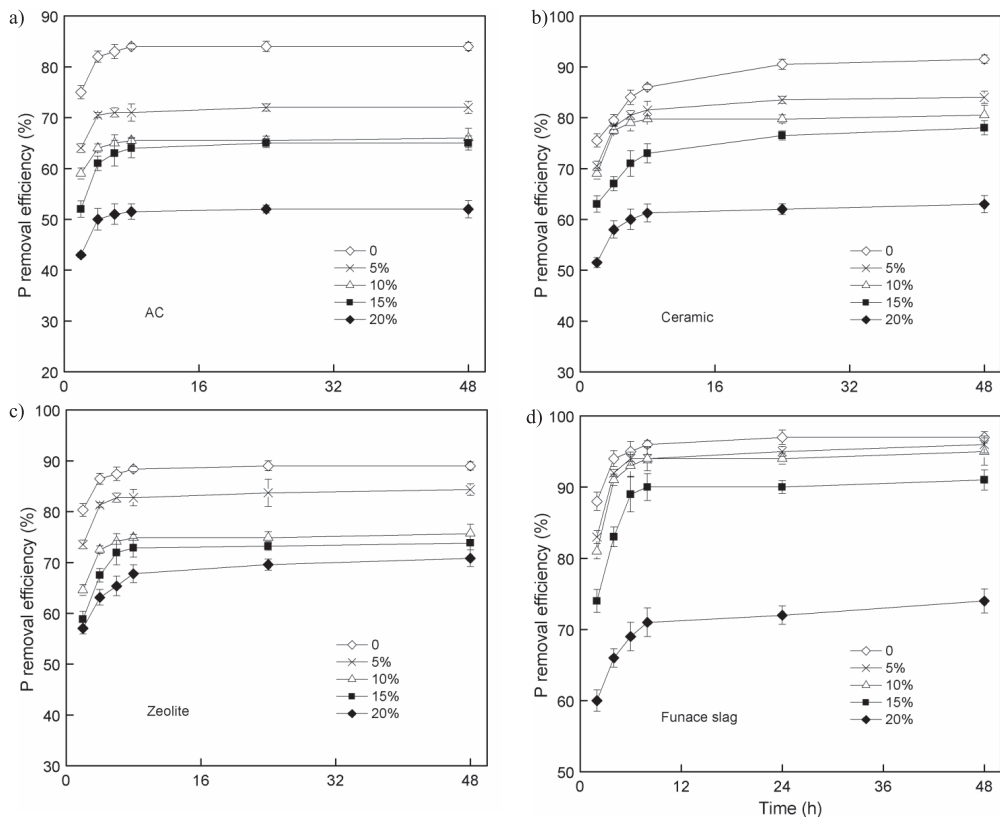 a)
90
80
70
60
50
40
30
20
P removal efficiency (%)
0
5%
10%
15%
20%
AC
0 16 32 48
b)
100
90
80
70
60
50
40
30
P removal efficiency (%)
0
5%
10%
15%
20%
Ceramic
0 16 32 48
c)
100
90
80
70
60
50
40
30
P removal efficiency (%)
0
5%
10%
15%
20%
Zeolite
0 16 32 48
d)
100
90
80
70
60
50
P removal efficiency (%)
0
5%
10%
15%
20%
Funace slag
0 12 24 36 48
Time (h)